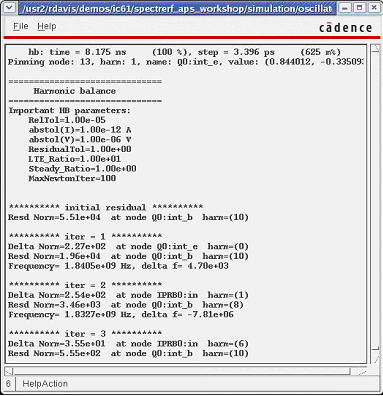 /usr2/rdavis/demos/ic61/spectrerf_aps_workshop/simulation/oscillat
File Help cādence
hb: time = 8.175 ns (100 %), step = 3.396 ps (625 m%)
Pinning node: 13, harm: 1, name: Q0:int_e, value: (0.844012, -0.335093
==============================
Harmonic balance
==============================
Important HB parameters:
RelTol=1.00e-05
abstol(I)=1.00e-12 A
abstol(V)=1.00e-06 V
ResidualTol=1.00e+00
LTE_Ratio=1.00e+01
Steady_Ratio=1.00e+00
MaxNewtonIter=100
********** initial residual **********
Resd Norm=5.51e+04 at node Q0:int_b harm=(10)
********** iter = 1 **********
Delta Norm=2.27e+02 at node Q0:int_e harm=(0)
Resd Norm=1.96e+04 at node Q0:int_b harm=(10)
Frequency= 1.8405e+09 Hz, delta f= 4.70e+03
********** iter = 2 **********
Delta Norm=2.54e+02 at node IPRB0:in harm=(1)
Resd Norm=3.46e+03 at node Q0:int_b harm=(8)
Frequency= 1.8327e+09 Hz, delta f= -7.81e+06
********** iter = 3 **********
Delta Norm=3.55e+01 at node IPRB0:in harm=(6)
Resd Norm=5.55e+02 at node Q0:int_b harm=(10)
6 HelpAction